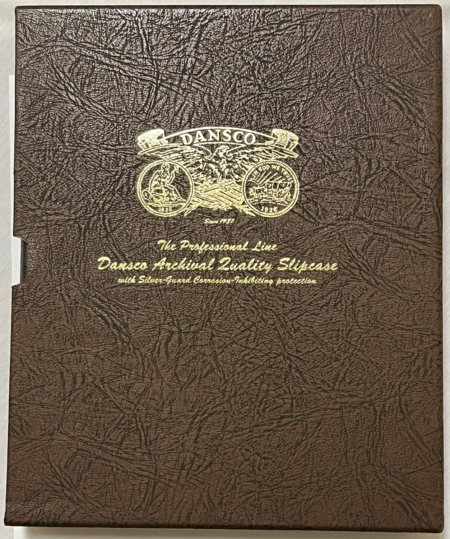 DANSCO
Since 1937
The Professional Line
Dansco Archival Quality Slipcase
with Silver-Guard Corrosion-Inhibiting protection